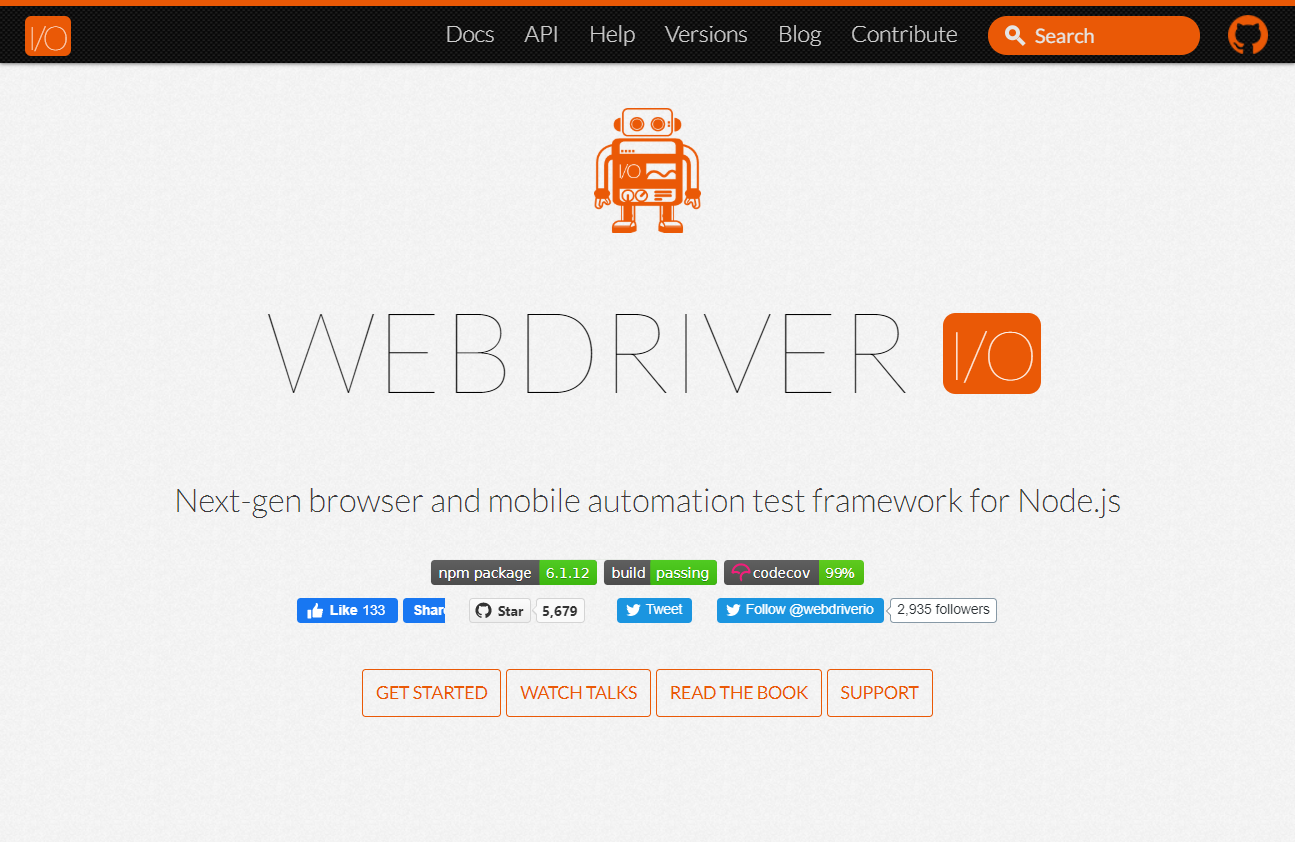 I/O Docs API Help Versions Blog Contribute Search
I/O
WEBDRIVER I/O
Next-gen browser and mobile automation test framework for Node.js
npm package 6.1.12 build passing codecov 99%
Like 133 Share Star 5,679 Tweet Follow @webdriverio 2,935 followers
GET STARTED WATCH TALKS READ THE BOOK SUPPORT